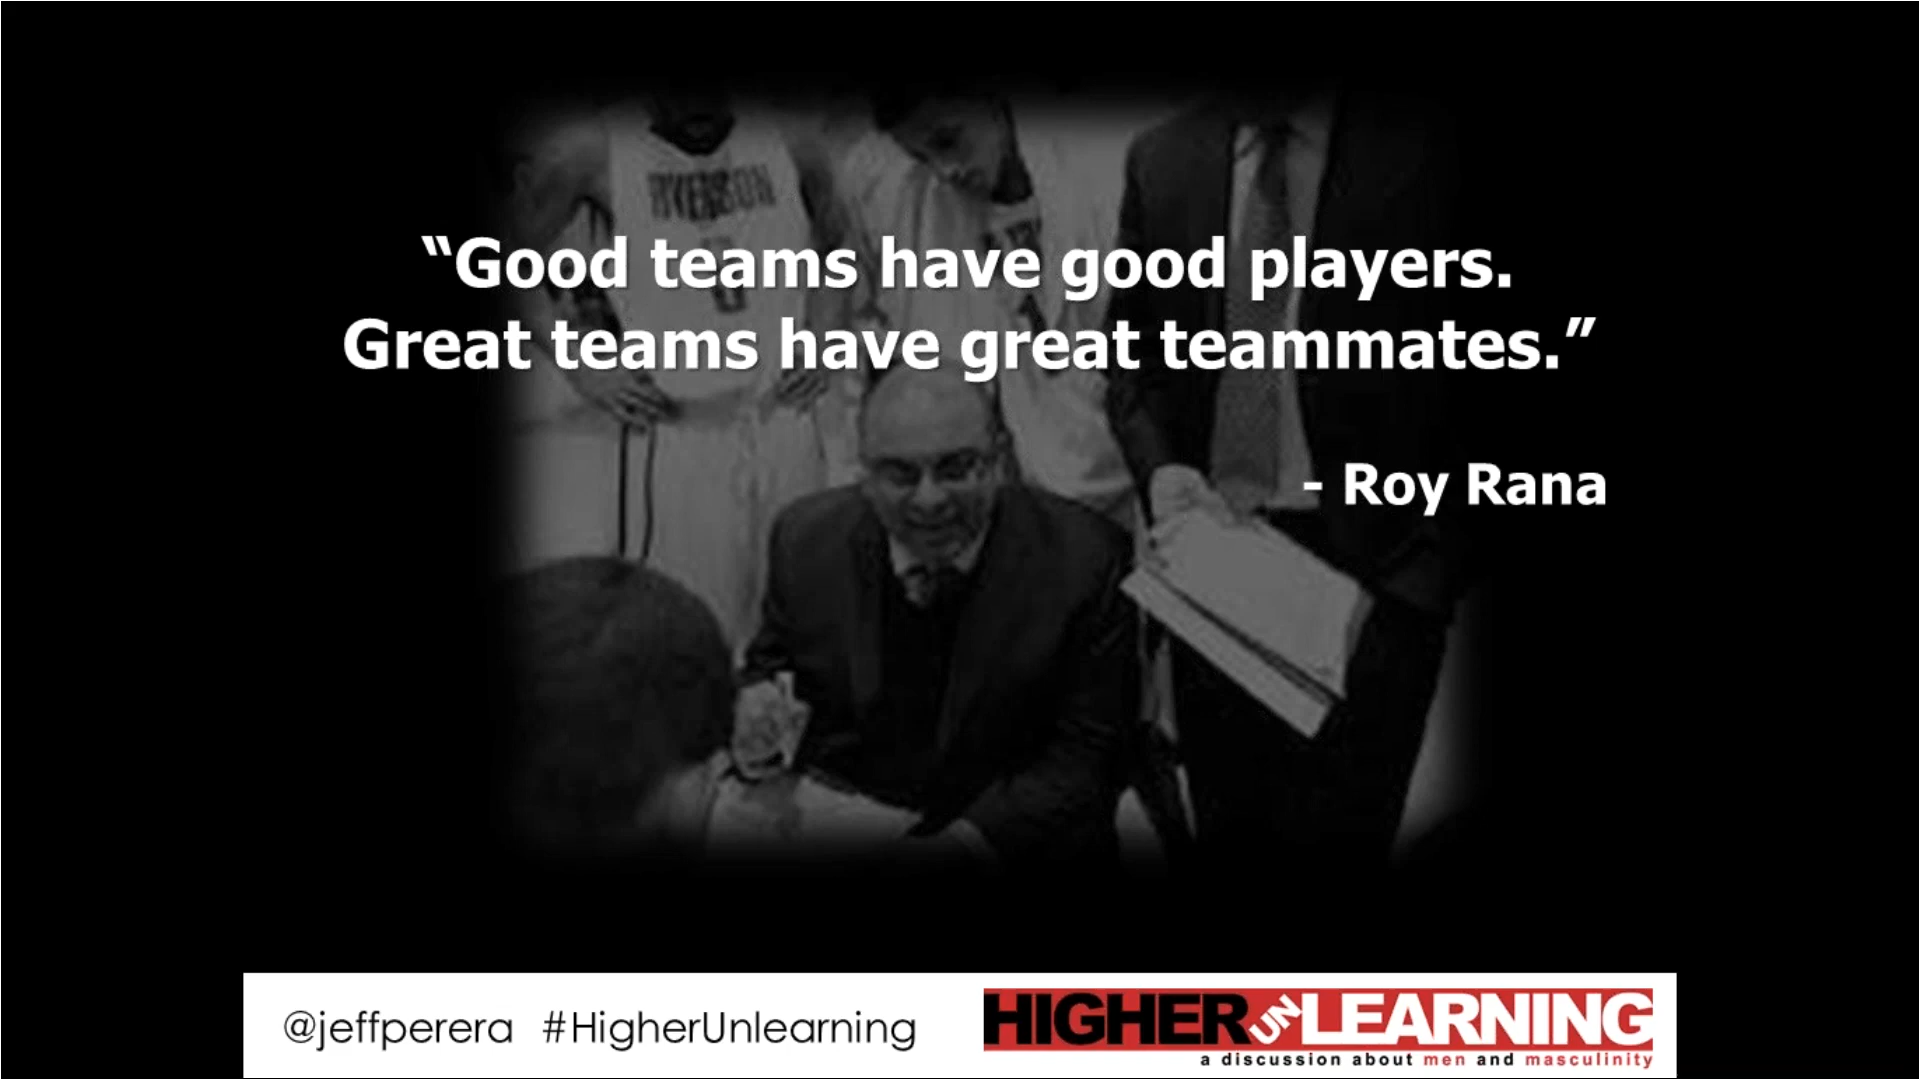 RYERSON
“Good teams have good players.
Great teams have great teammates.”
- Roy Rana
@jeffperera #HigherUnlearning
HIGHER UN LEARNING
a discussion about men and masculinity